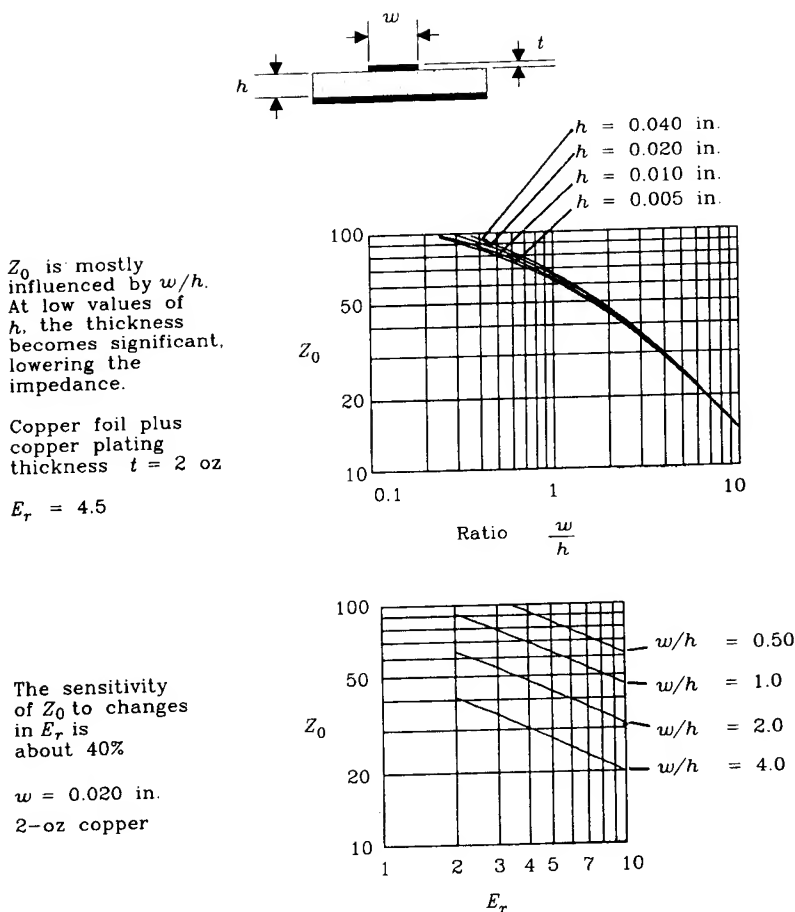 w
t
h
h = 0.040 in.
h = 0.020 in.
h = 0.010 in.
h = 0.005 in.
Z0 is mostly
influenced by w/h.
At low values of
h, the thickness
becomes significant,
lowering the
impedance.
Copper foil plus
copper plating
thickness t = 2 oz
Er = 4.5
100
50
Z0
20
10
0.1
1
10
Ratio w
h
The sensitivity
of Z0 to changes
in Er is
about 40%
w = 0.020 in.
2-oz copper
100
50
Z0
20
10
w/h = 0.50
w/h = 1.0
w/h = 2.0
w/h = 4.0
1 2 3 4 5 7 10
Er